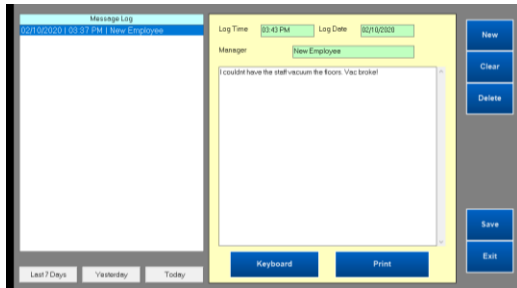 Message Log
02/10/2020 | 03:37 PM | New Employee
Last 7 Days
Yesterday
Today
Log Time 03:43 PM Log Date 02/10/2020
Manager New Employee
I couldnt have the staff vacuum the floors. Vac broke!
Keyboard
Print
New
Clear
Delete
Save
Exit